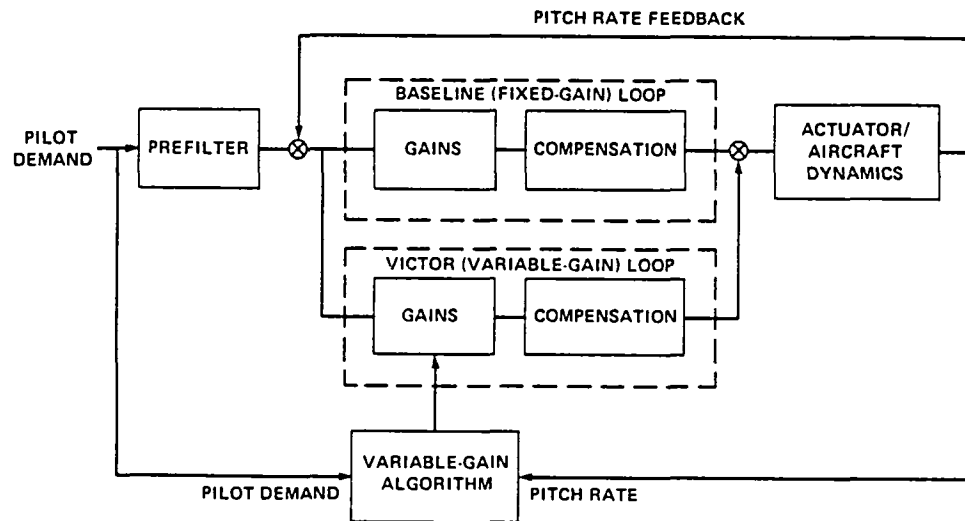 PITCH RATE FEEDBACK
BASELINE (FIXED-GAIN) LOOP
PILOT
DEMAND
PREFILTER
GAINS
COMPENSATION
ACTUATOR/
AIRCRAFT
DYNAMICS
VICTOR (VARIABLE-GAIN) LOOP
GAINS
COMPENSATION
VARIABLE-GAIN
ALGORITHM
PILOT DEMAND
PITCH RATE